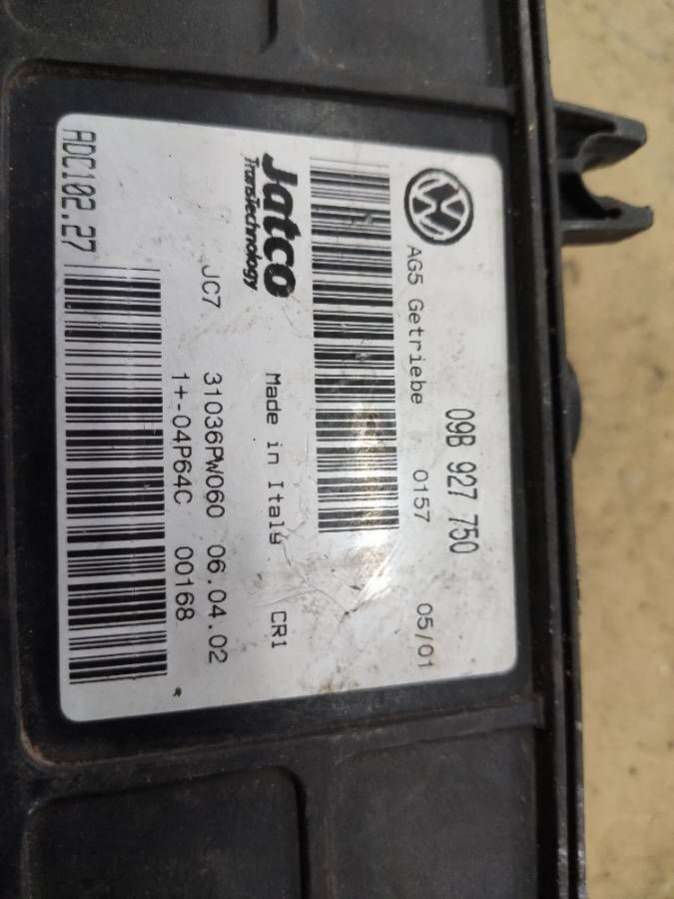 09B 927 750
AG5 Getriebe 0157 05/01
Jatco
TransTechnology
Made in Italy CR1
JC7 31036PW060 06.04.02
1+-04P64C 00168
ADC102.27